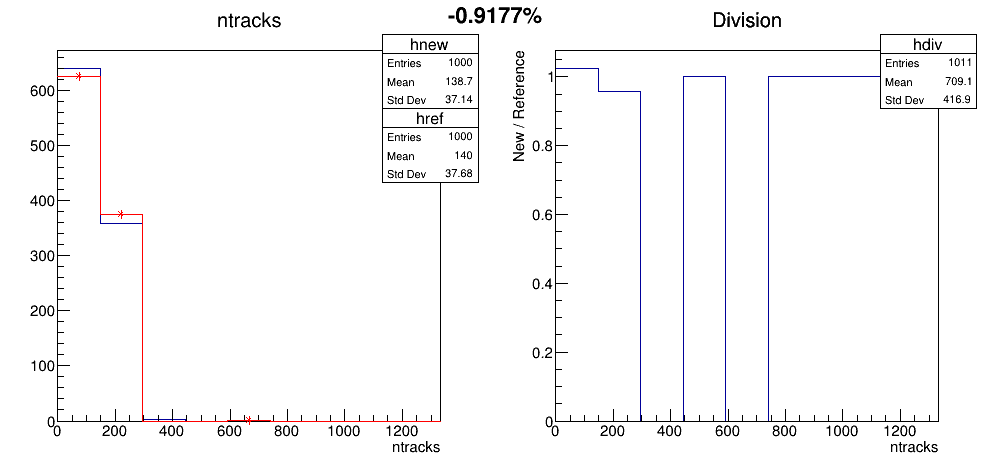 -0.9177%
ntracks
hnew
Entries 1000
Mean 138.7
Std Dev 37.14
href
Entries 1000
Mean 140
Std Dev 37.68
600
500
400
300
200
100
0
0 200 400 600 800 1000 1200
ntracks
Division
hdiv
Entries 1011
Mean 709.1
Std Dev 416.9
New / Reference
1
0.8
0.6
0.4
0.2
0
0 200 400 600 800 1000 1200
ntracks